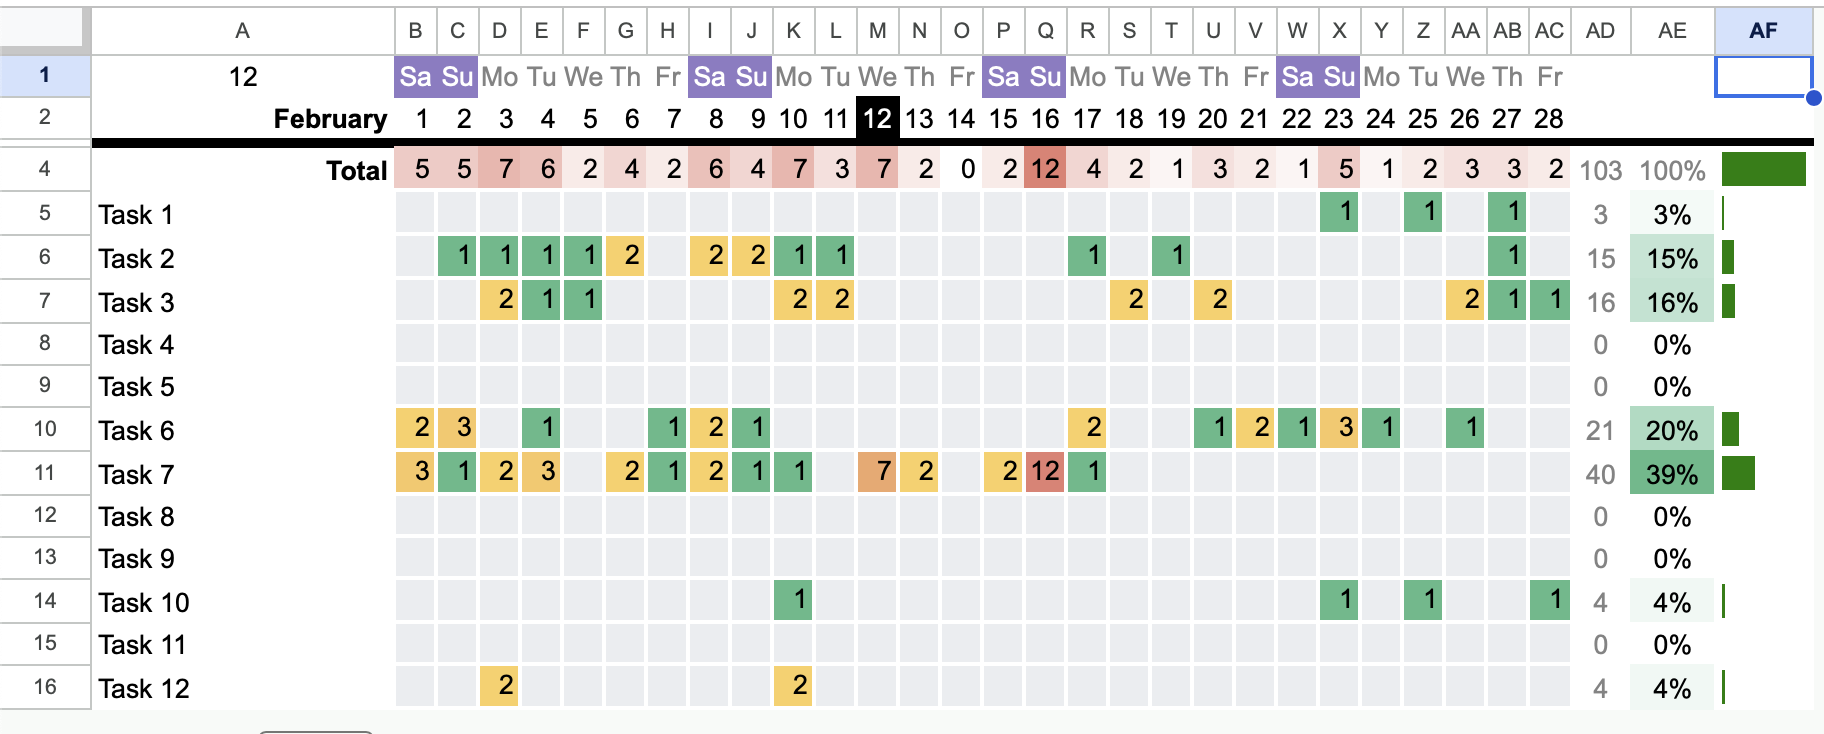 A B C D E F G H I J K L M N O P Q R S T U V W X Y Z AA AB AC AD AE AF
1 12 Sa Su Mo Tu We Th Fr Sa Su Mo Tu We Th Fr Sa Su Mo Tu We Th Fr Sa Su Mo Tu We Th Fr
2 February 1 2 3 4 5 6 7 8 9 10 11 12 13 14 15 16 17 18 19 20 21 22 23 24 25 26 27 28
4 Total 5 5 7 6 2 4 2 6 4 7 3 7 2 0 2 12 4 2 1 3 2 1 5 1 2 3 3 2 103 100%
5 Task 1 1 1 1 3 3%
6 Task 2 1 1 1 1 2 2 2 1 1 1 1 1 15 15%
7 Task 3 2 1 1 2 2 2 2 2 1 1 16 16%
8 Task 4 0 0%
9 Task 5 0 0%
10 Task 6 2 3 1 1 2 1 2 1 2 1 3 1 1 21 20%
11 Task 7 3 1 2 3 2 1 2 1 1 7 2 2 12 1 40 39%
12 Task 8 0 0%
13 Task 9 0 0%
14 Task 10 1 1 1 1 4 4%
15 Task 11 0 0%
16 Task 12 2 2 4 4%